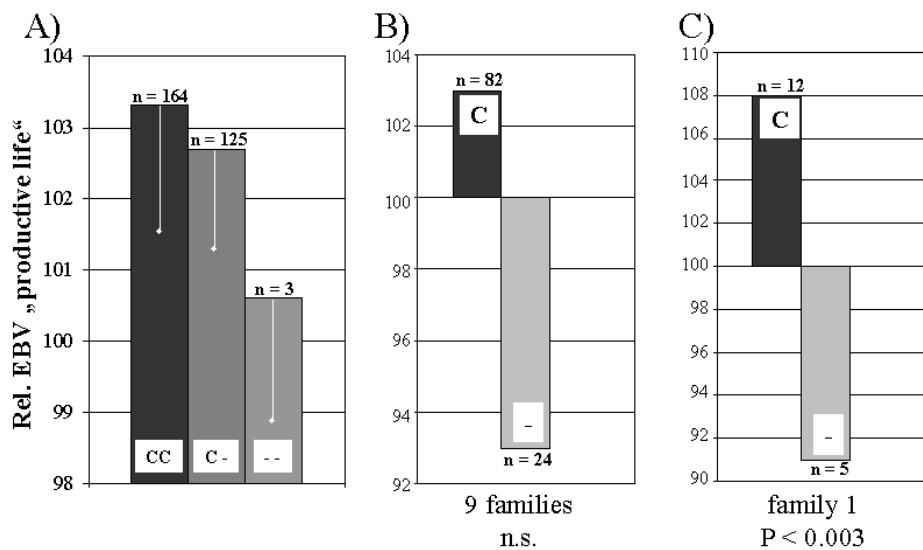 A)
B)
C)
Rel. EBV „productive life“
104
103
102
101
100
99
98
n = 164
n = 125
n = 3
CC
C -
- -
104
102
100
98
96
94
92
n = 82
C
-
n = 24
9 families
n.s.
110
108
106
104
102
100
98
96
94
92
90
n = 12
C
-
n = 5
family 1
P < 0.003